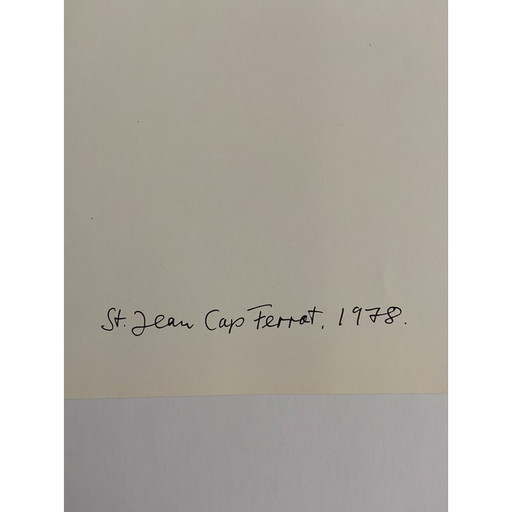 St. Jean Cap Ferrat, 1978.